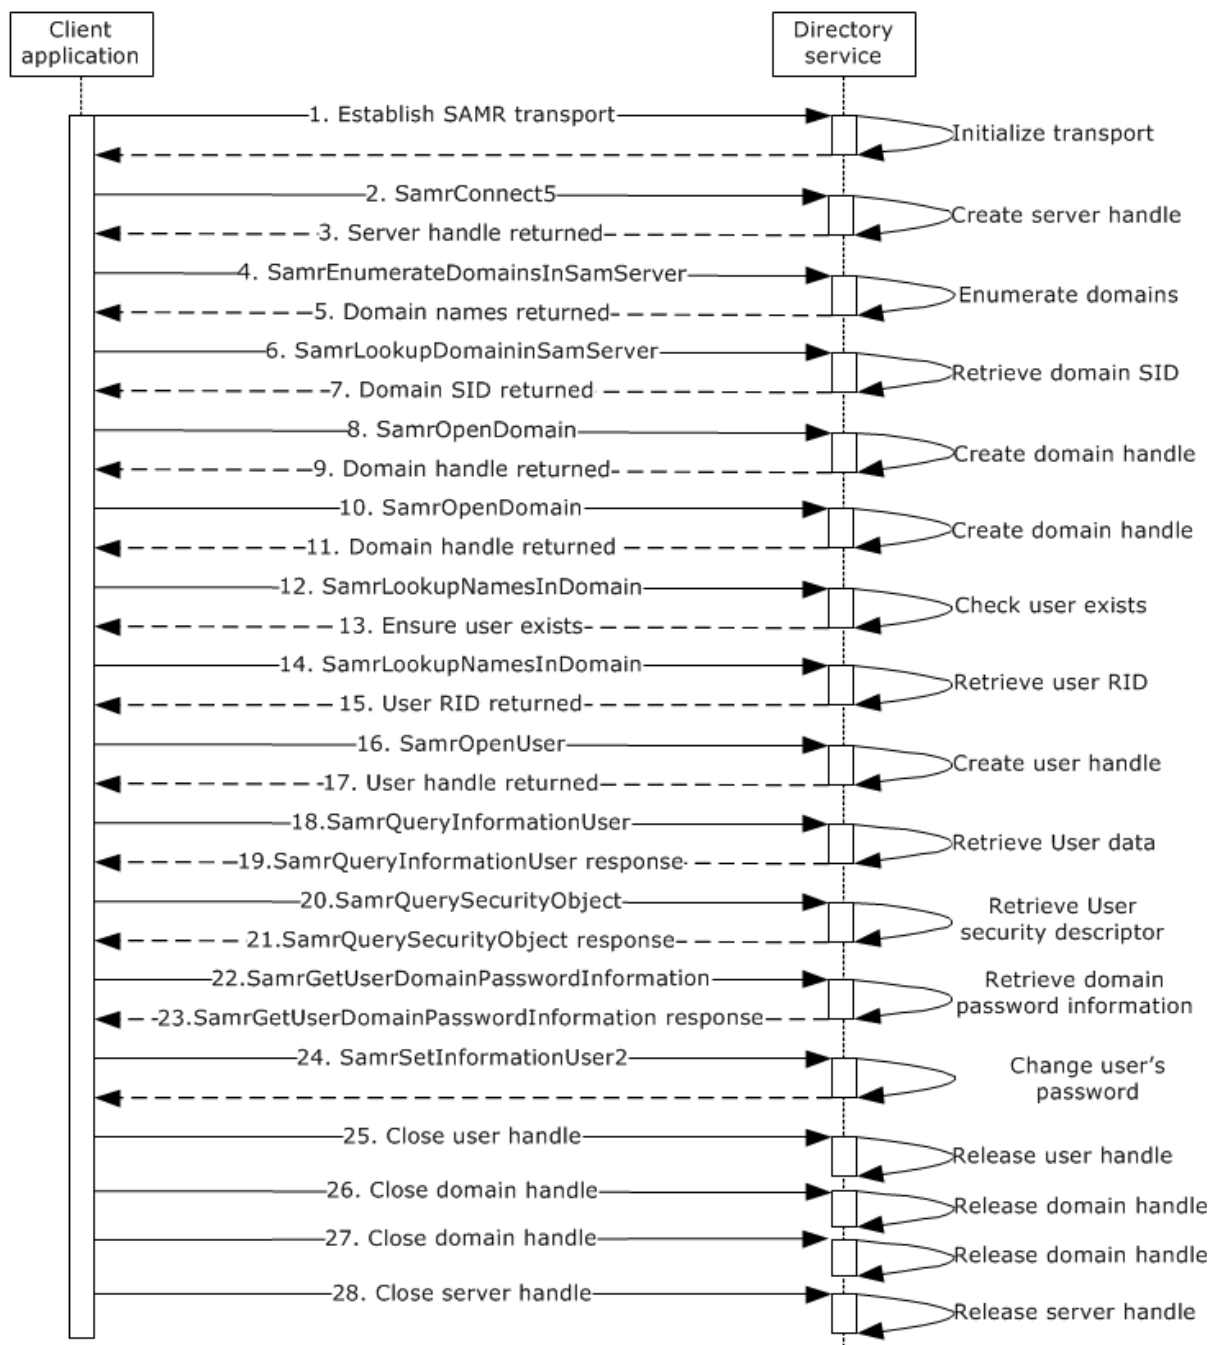 Client
application
Directory
service
1. Establish SAMR transport
Initialize transport
2. SamrConnect5
Create server handle
3. Server handle returned
4. SamrEnumerateDomainsInSamServer
Enumerate domains
5. Domain names returned
6. SamrLookupDomaininSamServer
Retrieve domain SID
7. Domain SID returned
8. SamrOpenDomain
Create domain handle
9. Domain handle returned
10. SamrOpenDomain
Create domain handle
11. Domain handle returned
12. SamrLookupNamesInDomain
Check user exists
13. Ensure user exists
14. SamrLookupNamesInDomain
Retrieve user RID
15. User RID returned
16. SamrOpenUser
Create user handle
17. User handle returned
18.SamrQueryInformationUser
Retrieve User data
19.SamrQueryInformationUser response
20.SamrQuerySecurityObject
Retrieve User
security descriptor
21.SamrQuerySecurityObject response
22.SamrGetUserDomainPasswordInformation
Retrieve domain
password information
23.SamrGetUserDomainPasswordInformation response
24. SamrSetInformationUser2
Change user's
password
25. Close user handle
Release user handle
26. Close domain handle
Release domain handle
27. Close domain handle
Release domain handle
28. Close server handle
Release server handle